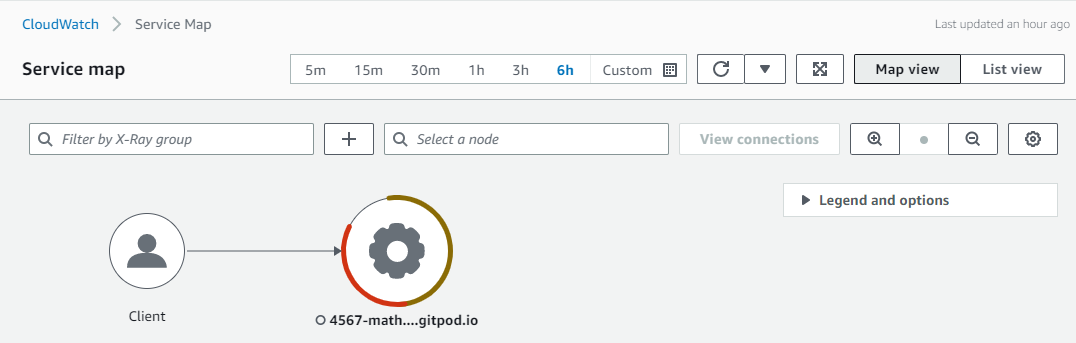 CloudWatch Service Map Last updated an hour ago
Service map 5m 15m 30m 1h 3h 6h Custom Map view List view
Filter by X-Ray group Select a node View connections
Legend and options
Client
4567-math....gitpod.io